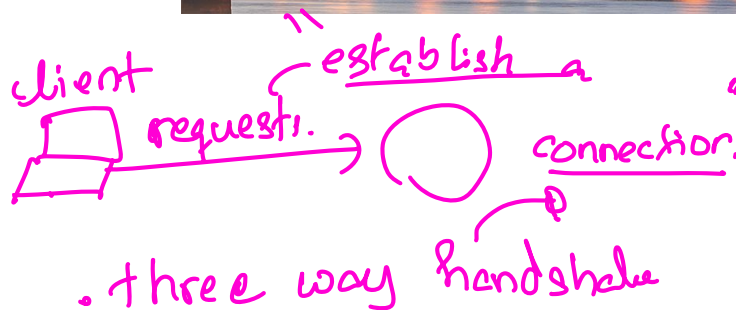 establish a
client
requests.
connection.
. three way handshake